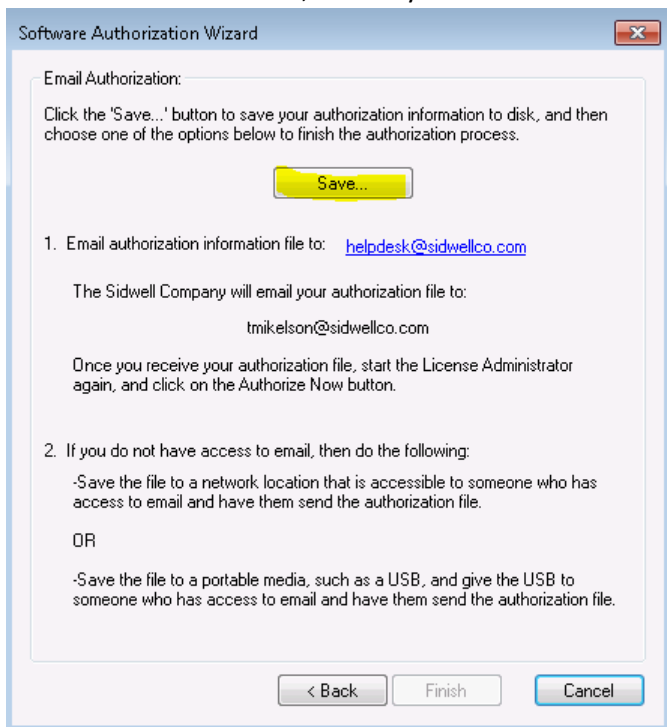 Software Authorization Wizard
Email Authorization:
Click the 'Save...' button to save your authorization information to disk, and then
choose one of the options below to finish the authorization process.
Save...
1. Email authorization information file to: helpdesk@sidwellco.com
The Sidwell Company will email your authorization file to:
tmikelson@sidwellco.com
Once you receive your authorization file, start the License Administrator
again, and click on the Authorize Now button.
2. If you do not have access to email, then do the following:
-Save the file to a network location that is accessible to someone who has
access to email and have them send the authorization file.
OR
-Save the file to a portable media, such as a USB, and give the USB to
someone who has access to email and have them send the authorization file.
< Back Finish Cancel